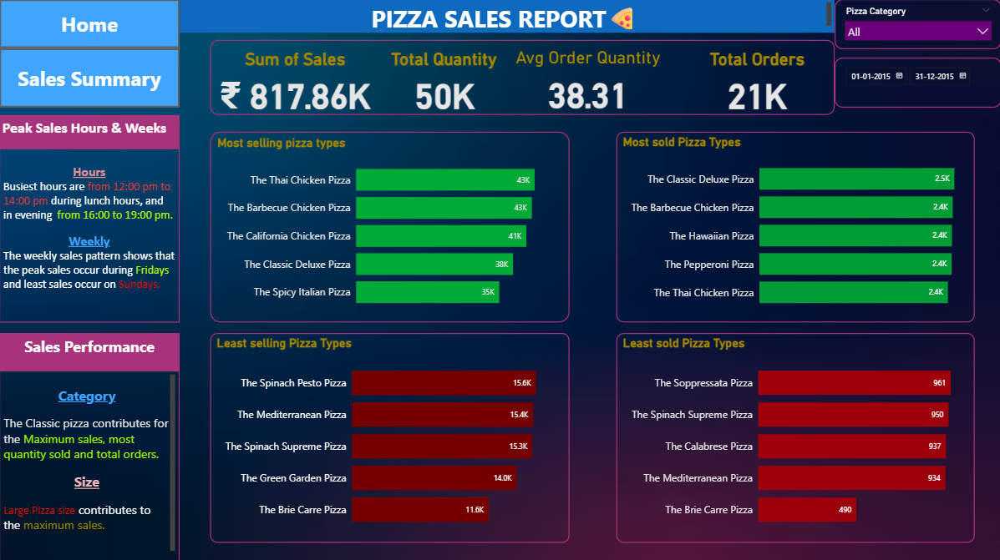 Home
Sales Summary
PIZZA SALES REPORT 🍕
Pizza Category
All
01-01-2015
31-12-2015
Sum of Sales
₹ 817.86K
Total Quantity
50K
Avg Order Quantity
38.31
Total Orders
21K
Peak Sales Hours & Weeks
Hours
Busiest hours are from 12:00 pm to
14:00 pm during lunch hours, and
in evening from 16:00 to 19:00 pm.
Weekly
The weekly sales pattern shows that
the peak sales occur during Fridays
and least sales occur on Sundays.
Sales Performance
Category
The Classic pizza contributes for
the Maximum sales, most
quantity sold and total orders.
Size
Large Pizza size contributes to
the maximum sales.
Most selling pizza types
The Thai Chicken Pizza 43K
The Barbecue Chicken Pizza 43K
The California Chicken Pizza 41K
The Classic Deluxe Pizza 38K
The Spicy Italian Pizza 35K
Most sold Pizza Types
The Classic Deluxe Pizza 2.5K
The Barbecue Chicken Pizza 2.4K
The Hawaiian Pizza 2.4K
The Pepperoni Pizza 2.4K
The Thai Chicken Pizza 2.4K
Least selling Pizza Types
The Spinach Pesto Pizza 15.6K
The Mediterranean Pizza 15.4K
The Spinach Supreme Pizza 15.3K
The Green Garden Pizza 14.0K
The Brie Carre Pizza 11.6K
Least sold Pizza Types
The Soppressata Pizza 961
The Spinach Supreme Pizza 950
The Calabrese Pizza 937
The Mediterranean Pizza 934
The Brie Carre Pizza 490